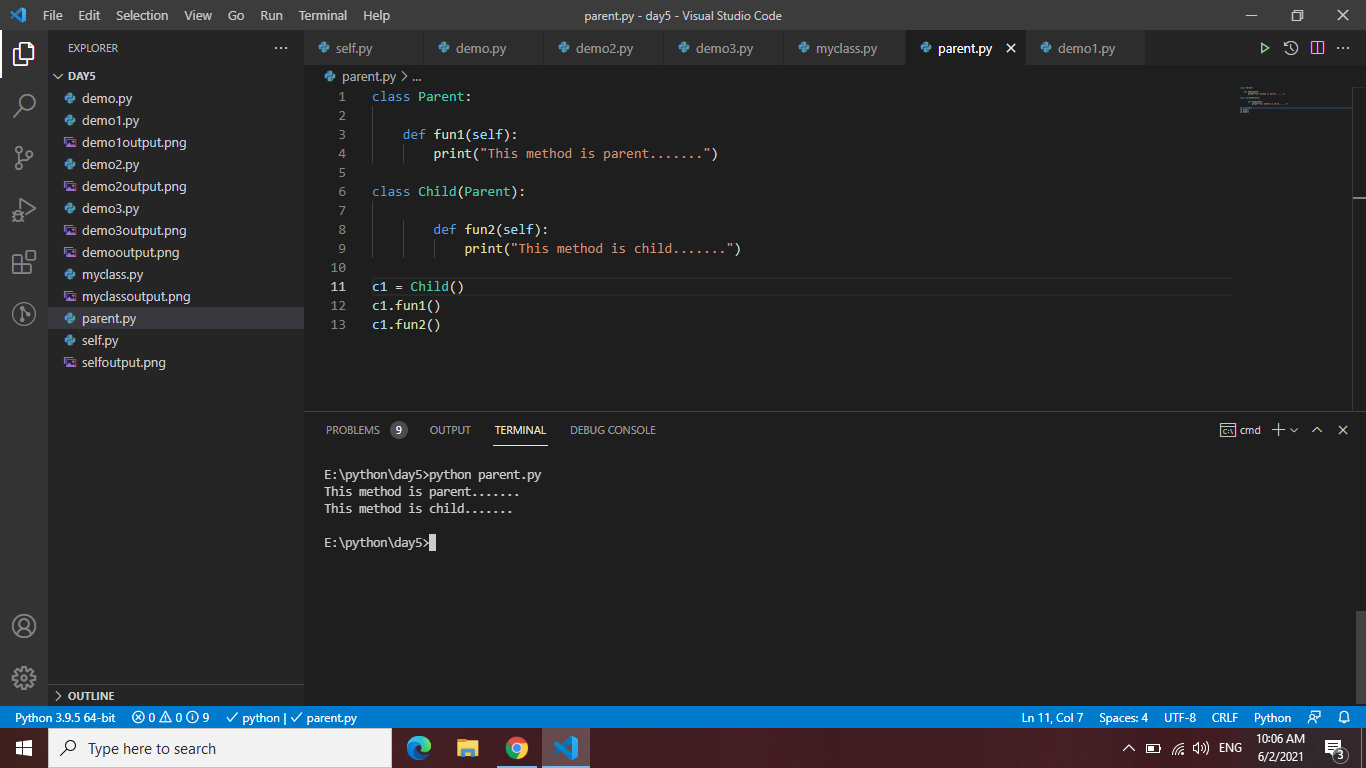 File Edit Selection View Go Run Terminal Help parent.py - day5 - Visual Studio Code
EXPLORER
self.py demo.py demo2.py demo3.py myclass.py parent.py demo1.py
DAY5
demo.py
demo1.py
demo1output.png
demo2.py
demo2output.png
demo3.py
demo3output.png
demooutput.png
myclass.py
myclassoutput.png
parent.py
self.py
selfoutput.png
OUTLINE
parent.py > ...
1 class Parent:
2
3     def fun1(self):
4         print("This method is parent.......")
5
6 class Child(Parent):
7
8         def fun2(self):
9             print("This method is child.......")
10
11 c1 = Child()
12 c1.fun1()
13 c1.fun2()
PROBLEMS 9 OUTPUT TERMINAL DEBUG CONSOLE cmd
E:\python\day5>python parent.py
This method is parent.......
This method is child.......
E:\python\day5>
Python 3.9.5 64-bit 0 0 9 python | parent.py Ln 11, Col 7 Spaces: 4 UTF-8 CRLF Python
Type here to search ENG 10:06 AM
6/2/2021 3